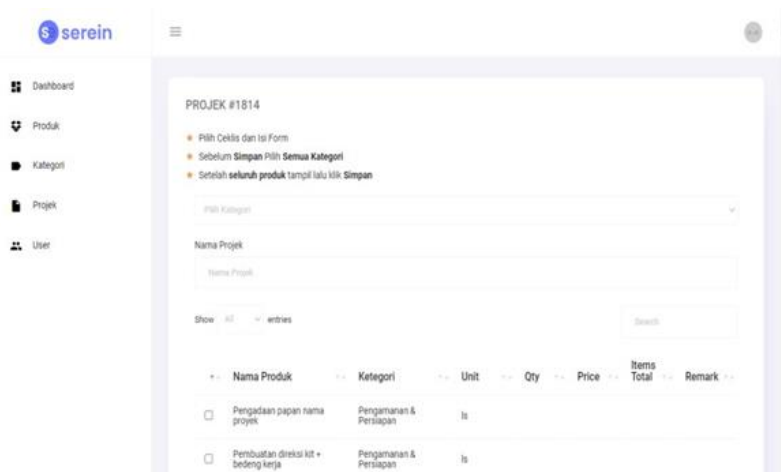 S serein
Dashboard
Produk
Kategori
Projek
User
PROJEK #1814
Pilih Ceklis dan Isi Form
Sebelum Simpan Pilih Semua Kategori
Setelah seluruh produk tampil lalu klik Simpan
Pilih Kategori
Nama Projek
Nama Projek
Show All entries
Search
Nama Produk Ketegori Unit Qty Price Items Total Remark
Pengadaan papan nama proyek
Pengamanan & Persiapan
ls
Pembuatan direksi kit + bedeng kerja
Pengamanan & Persiapan
ls